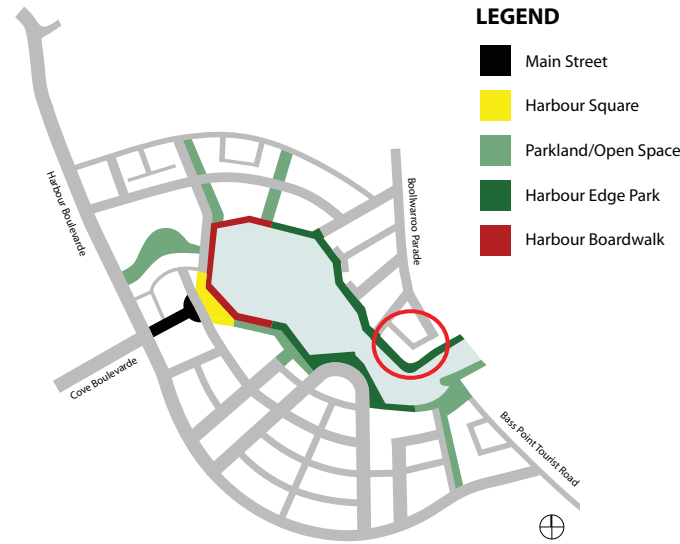 LEGEND
Main Street
Harbour Square
Parkland/Open Space
Harbour Edge Park
Harbour Boardwalk
Harbour Boulevarde
Boollwarroo Parade
Cove Boulevarde
Bass Point Tourist Road